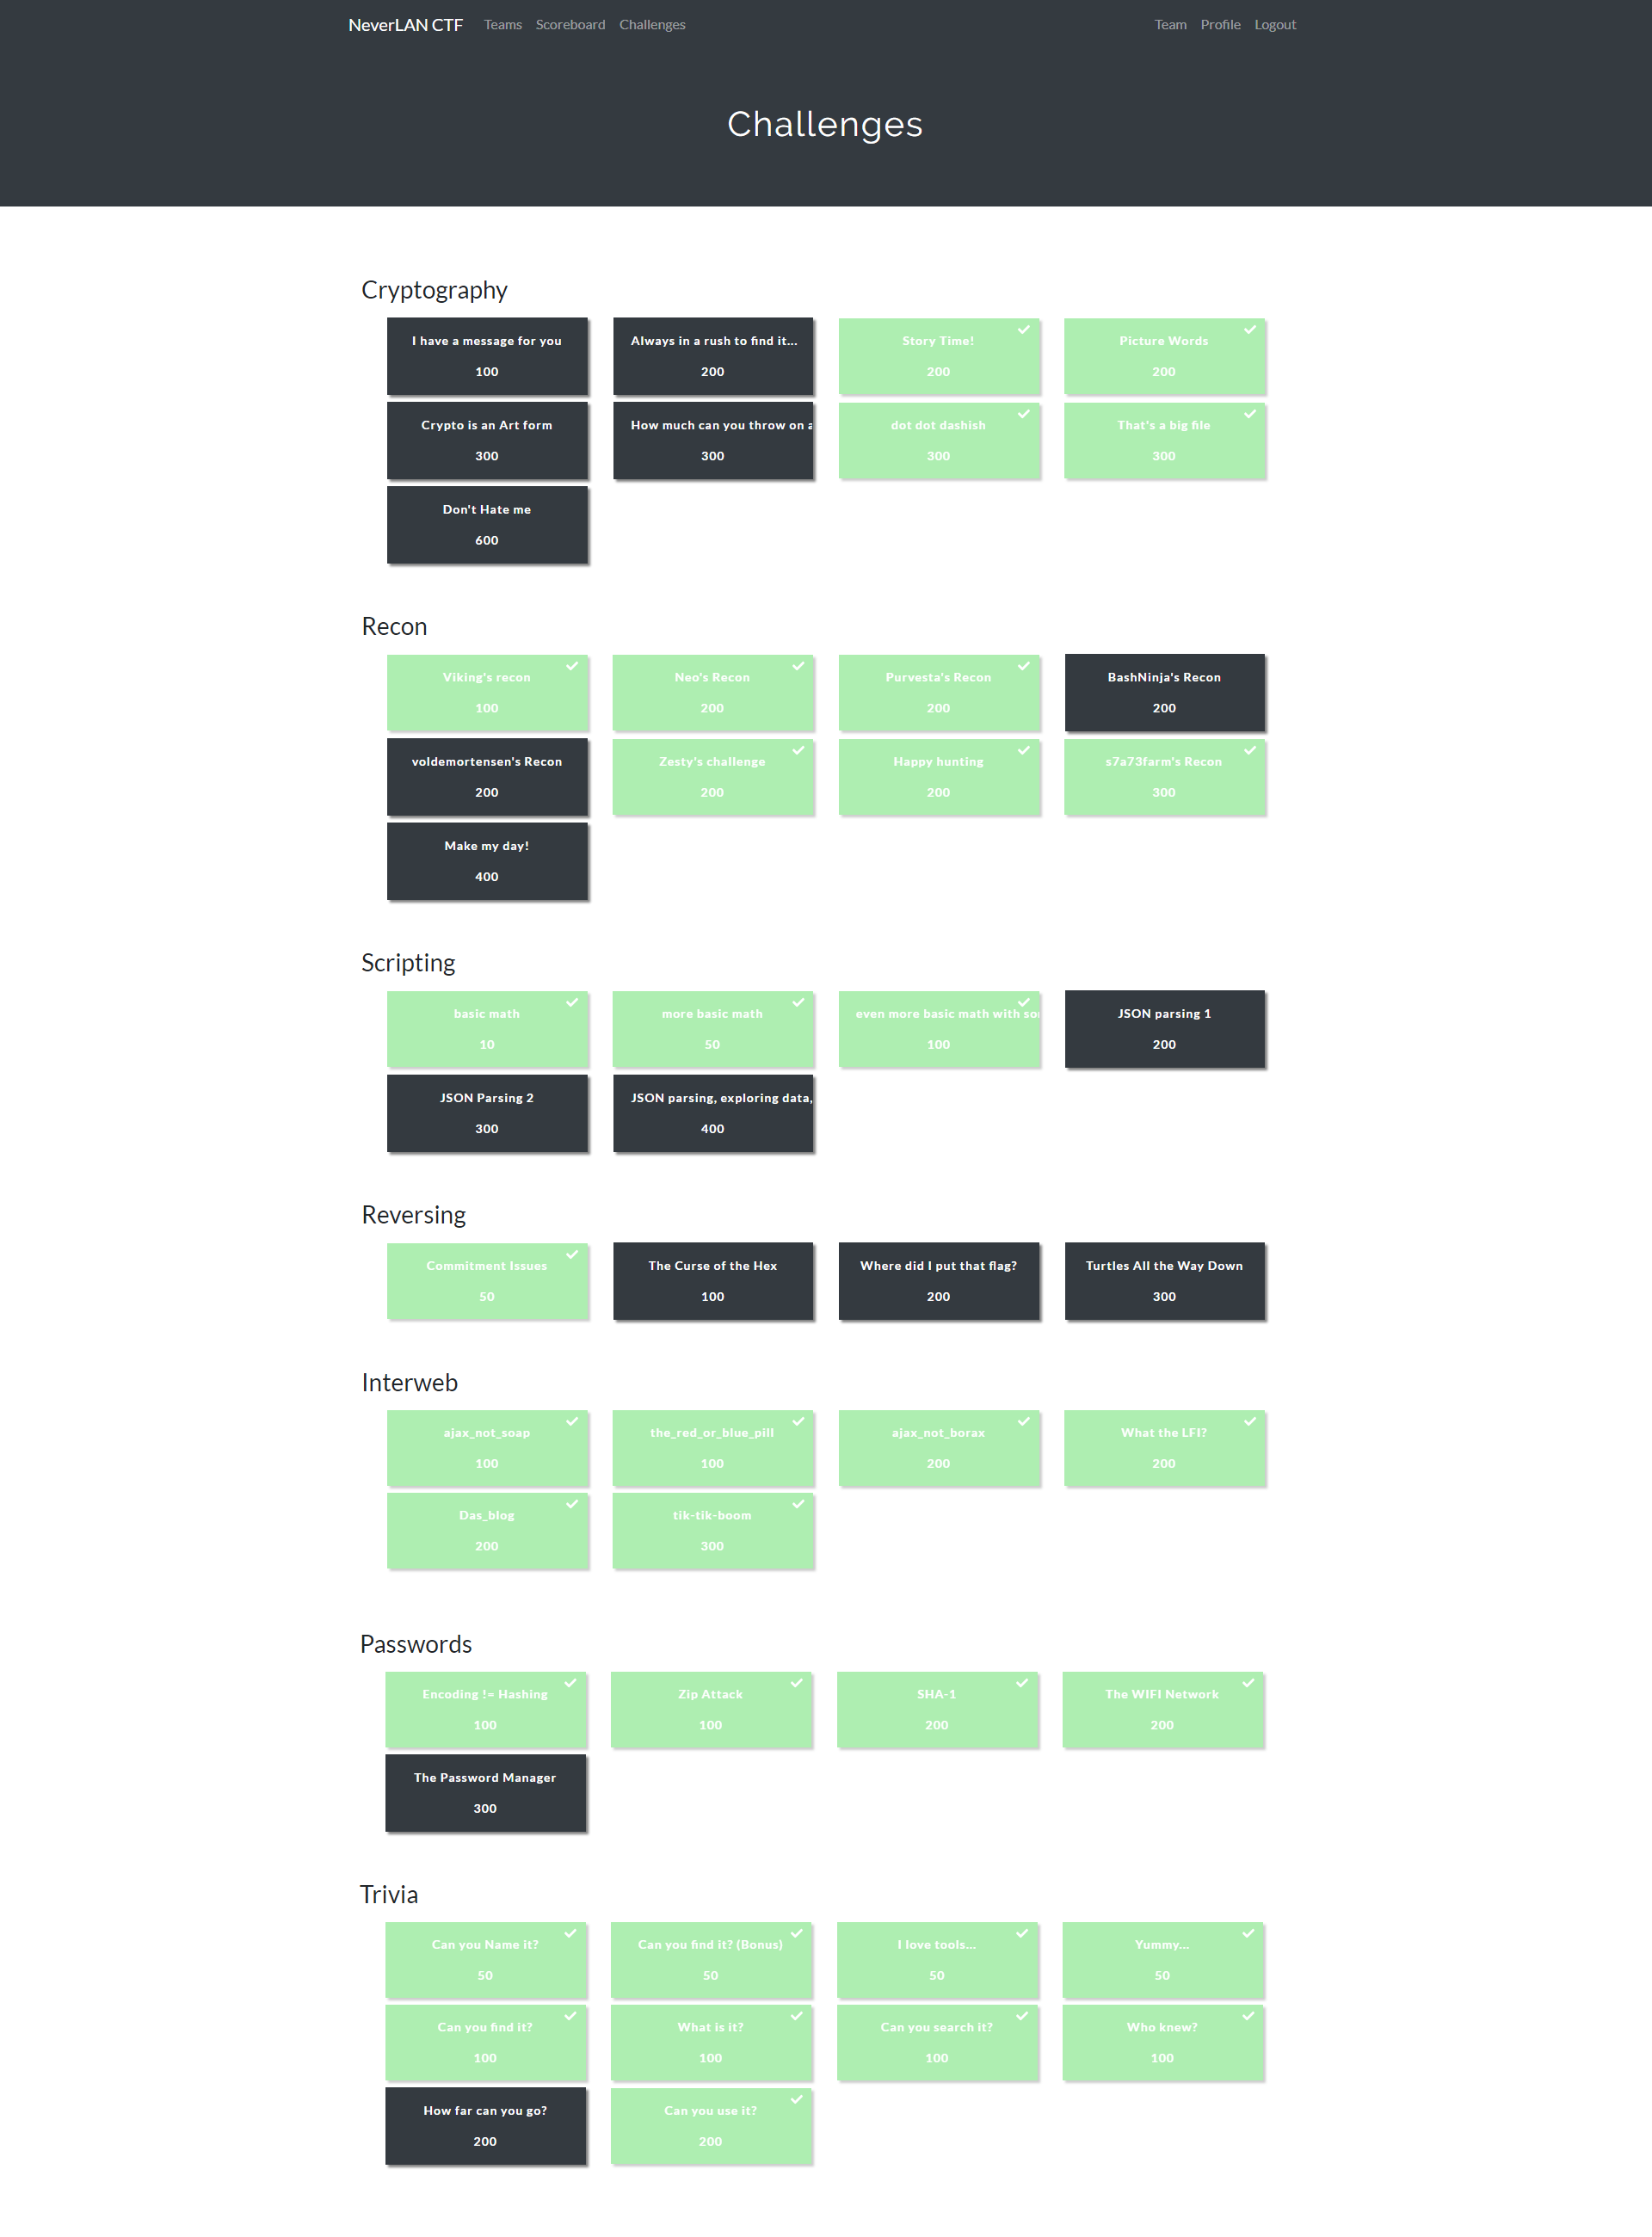 NeverLAN CTF Teams Scoreboard Challenges Team Profile Logout
Challenges
Cryptography
I have a message for you
100
Always in a rush to find it...
200
Story Time!
200
Picture Words
200
Crypto is an Art form
300
How much can you throw on a
300
dot dot dashish
300
That's a big file
300
Don't Hate me
600
Recon
Viking's recon
100
Neo's Recon
200
Purvesta's Recon
200
BashNinja's Recon
200
voldemortensen's Recon
200
Zesty's challenge
200
Happy hunting
200
s7a73farm's Recon
300
Make my day!
400
Scripting
basic math
10
more basic math
50
even more basic math with so
100
JSON parsing 1
200
JSON Parsing 2
300
JSON parsing, exploring data,
400
Reversing
Commitment Issues
50
The Curse of the Hex
100
Where did I put that flag?
200
Turtles All the Way Down
300
Interweb
ajax_not_soap
100
the_red_or_blue_pill
100
ajax_not_borax
200
What the LFI?
200
Das_blog
200
tik-tik-boom
300
Passwords
Encoding != Hashing
100
Zip Attack
100
SHA-1
200
The WIFI Network
200
The Password Manager
300
Trivia
Can you Name it?
50
Can you find it? (Bonus)
50
I love tools...
50
Yummy...
50
Can you find it?
100
What is it?
100
Can you search it?
100
Who knew?
100
How far can you go?
200
Can you use it?
200